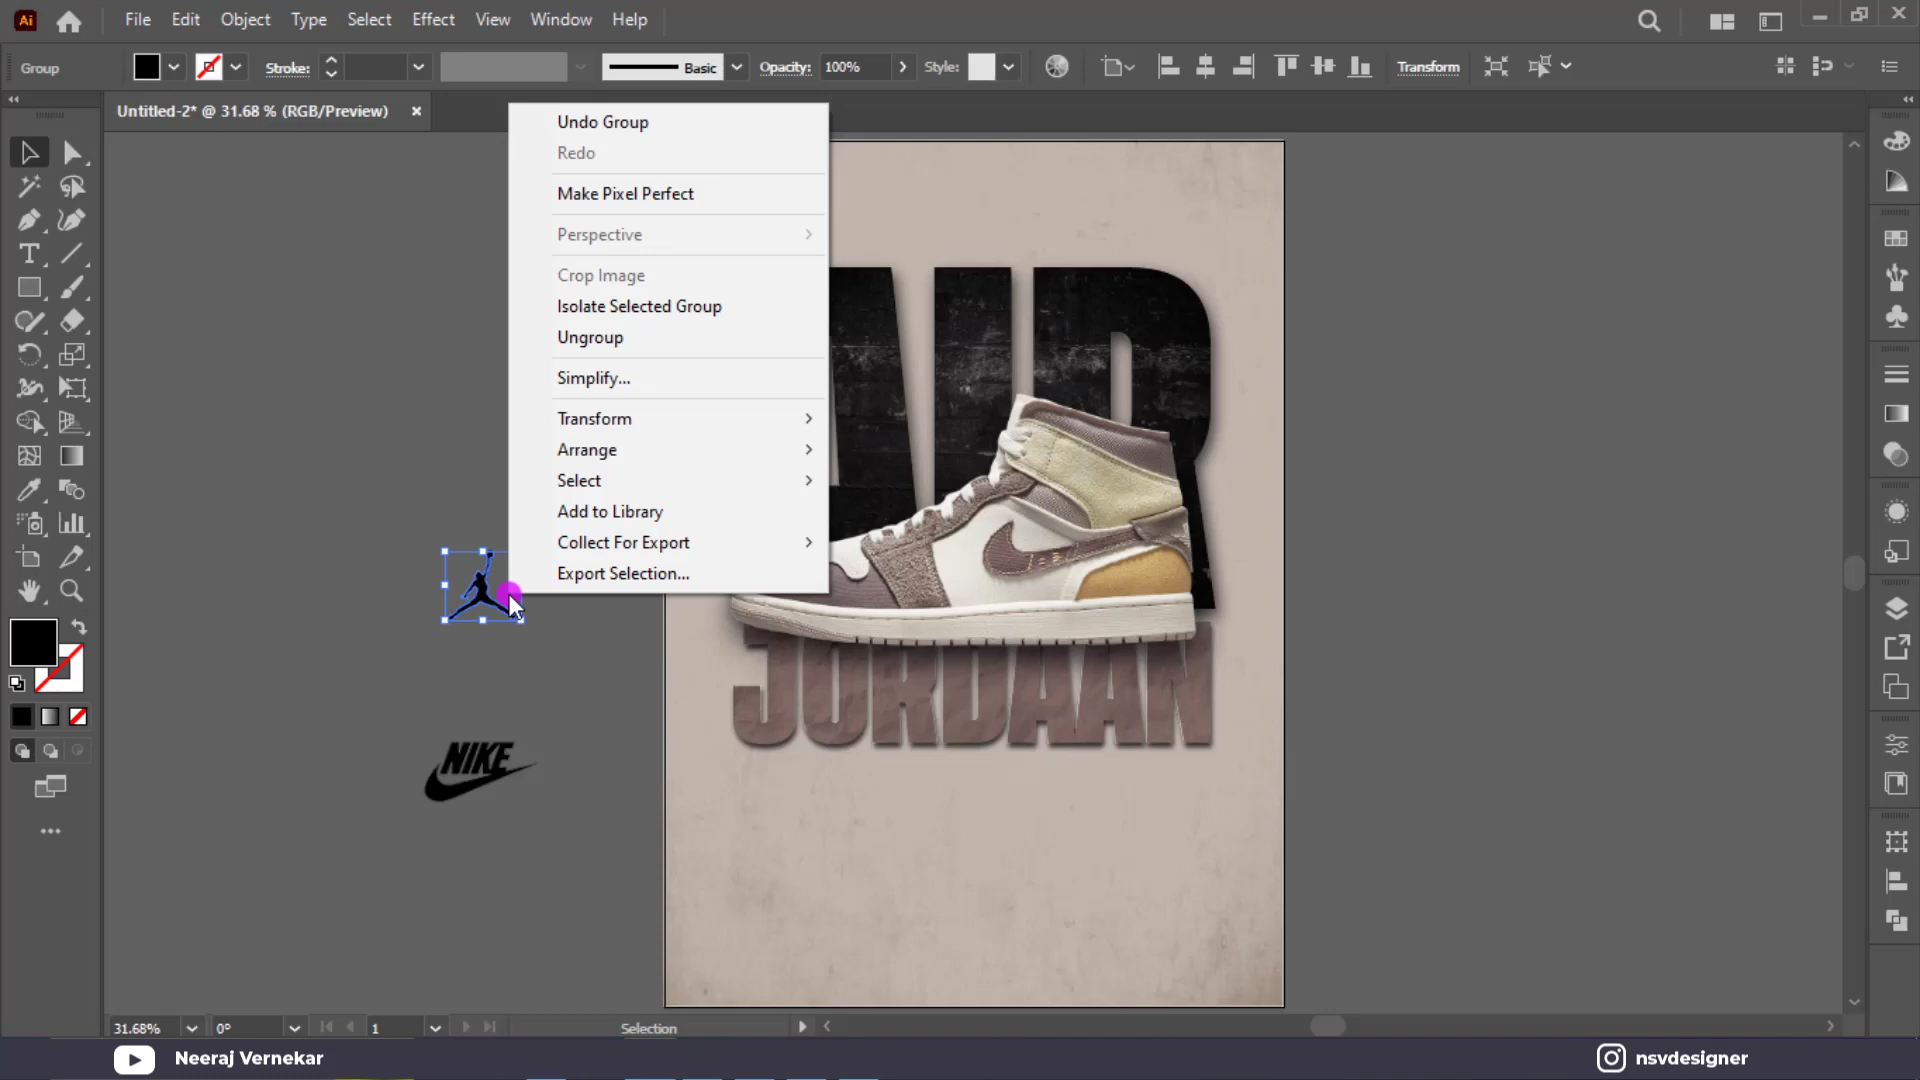 Ai
File Edit Object Type Select Effect View Window Help
Group
Stroke:
Basic
Opacity: 100%
Style:
Transform
Untitled-2* @ 31.68 % (RGB/Preview)
Undo Group
Redo
Make Pixel Perfect
Perspective
Crop Image
Isolate Selected Group
Ungroup
Simplify...
Transform
Arrange
Select
Add to Library
Collect For Export
Export Selection...
AIR
JORDAAN
NIKE
31.68% 0° 1 Selection
Neeraj Vernekar
nsvdesigner